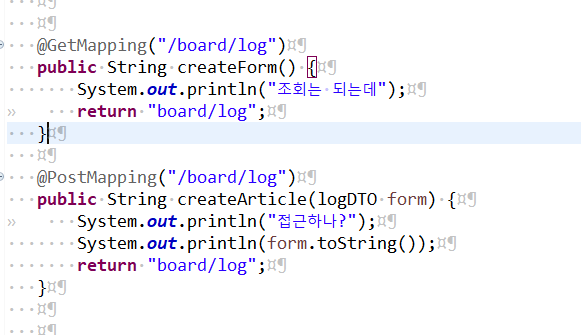 @GetMapping("/board/log")
public String createForm() {
System.out.println("조회는 되는데");
return "board/log";
}
@PostMapping("/board/log")
public String createArticle(logDTO form) {
System.out.println("접근하나?");
System.out.println(form.toString());
return "board/log";
}